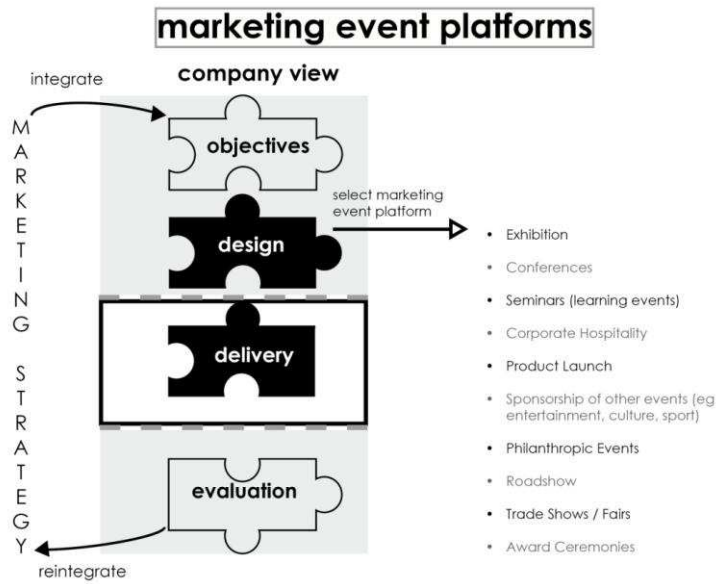 marketing event platforms
company view
integrate
MARKETING STRATEGY
objectives
select marketing
event platform
design
delivery
evaluation
reintegrate
• Exhibition
• Conferences
• Seminars (learning events)
• Corporate Hospitality
• Product Launch
• Sponsorship of other events (eg
entertainment, culture, sport)
• Philanthropic Events
• Roadshow
• Trade Shows / Fairs
• Award Ceremonies